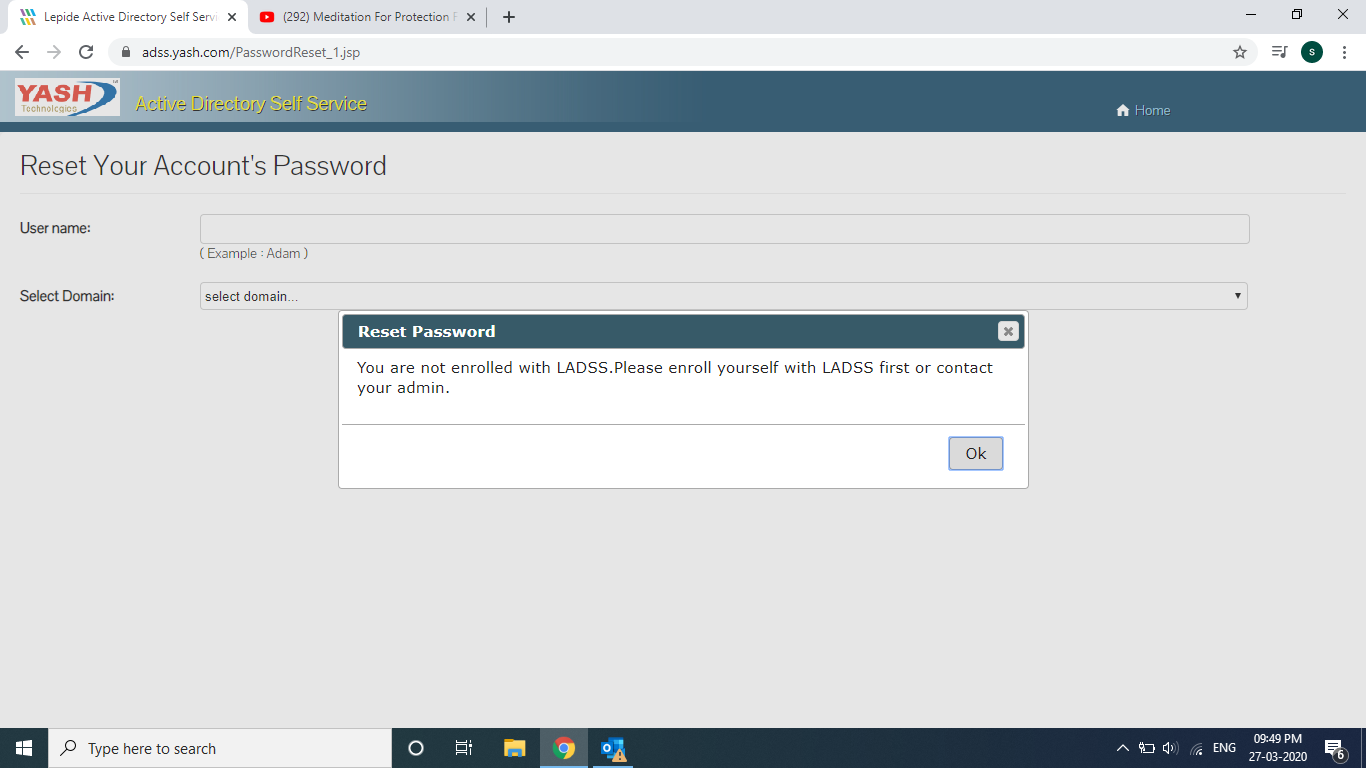 Lepide Active Directory Self Servi
(292) Meditation For Protection F
adss.yash.com/PasswordReset_1.jsp
S
YASH
Technologies
Active Directory Self Service
Home
Reset Your Account's Password
User name:
( Example : Adam )
Select Domain:
select domain...
Reset Password
You are not enrolled with LADSS.Please enroll yourself with LADSS first or contact
your admin.
Ok
Type here to search
ENG
09:49 PM
27-03-2020
6